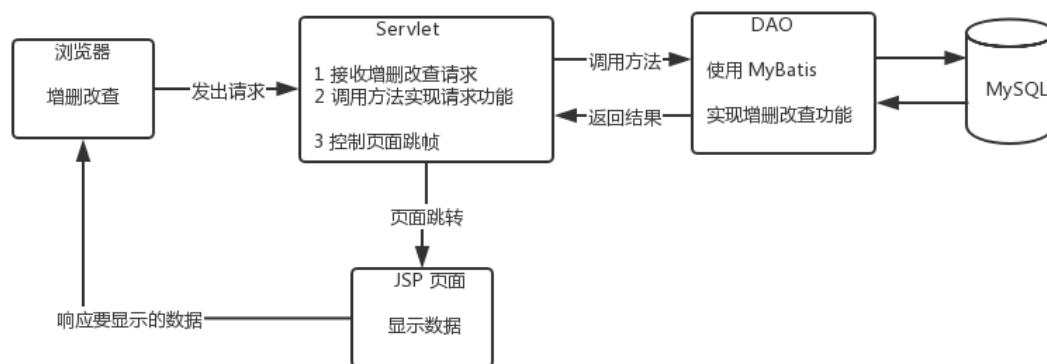 浏览器
增删改查
发出请求
Servlet
1 接收增删改查请求
2 调用方法实现请求功能
3 控制页面跳帧
调用方法
返回结果
DAO
使用 MyBatis
实现增删改查功能
MySQL
页面跳转
JSP 页面
显示数据
响应要显示的数据